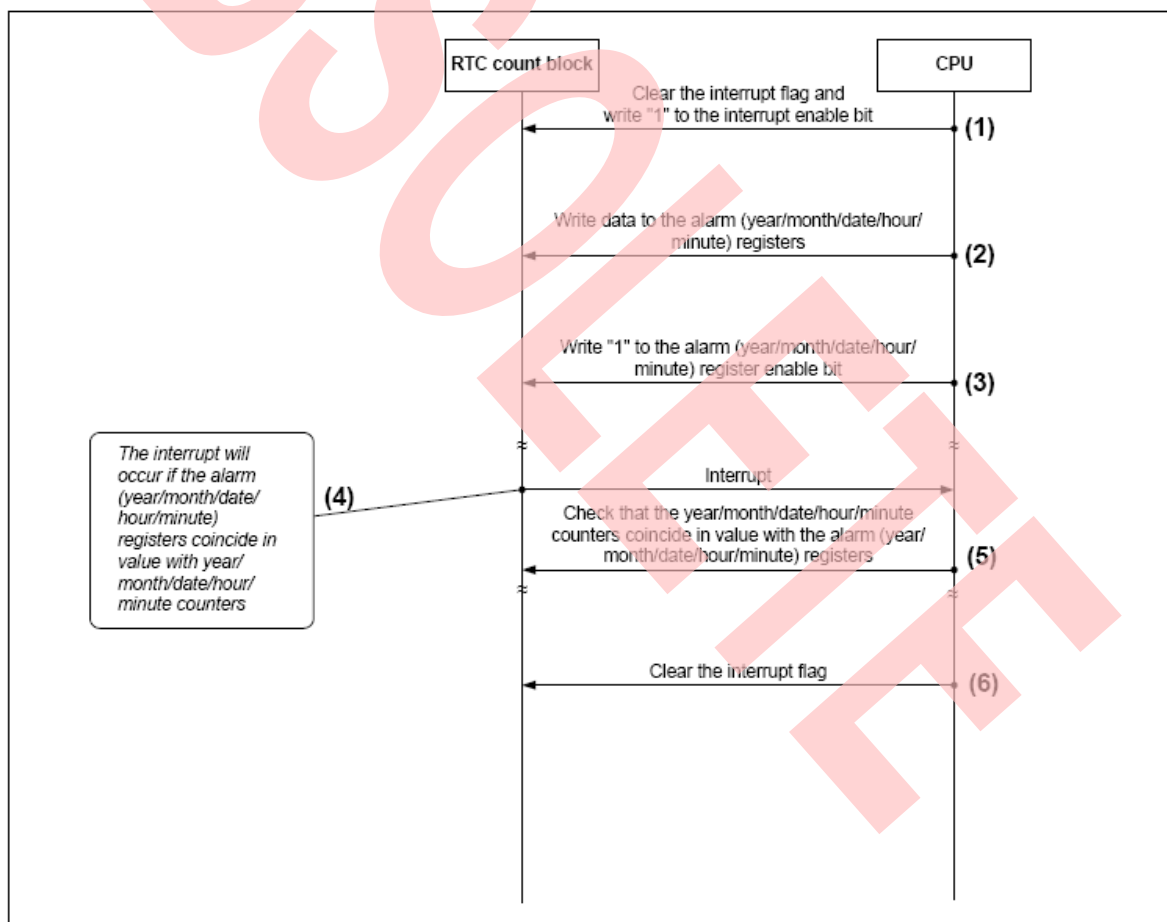 RTC count block
CPU
Clear the interrupt flag and
write "1" to the interrupt enable bit
(1)
Write data to the alarm (year/month/date/hour/
minute) registers
(2)
Write "1" to the alarm (year/month/date/hour/
minute) register enable bit
(3)
The interrupt will
occur if the alarm
(year/month/date/
hour/minute)
registers coincide in
value with year/
month/date/hour/
minute counters
(4)
Interrupt
Check that the year/month/date/hour/minute
counters coincide in value with the alarm (year/
month/date/hour/minute) registers
(5)
Clear the interrupt flag
(6)